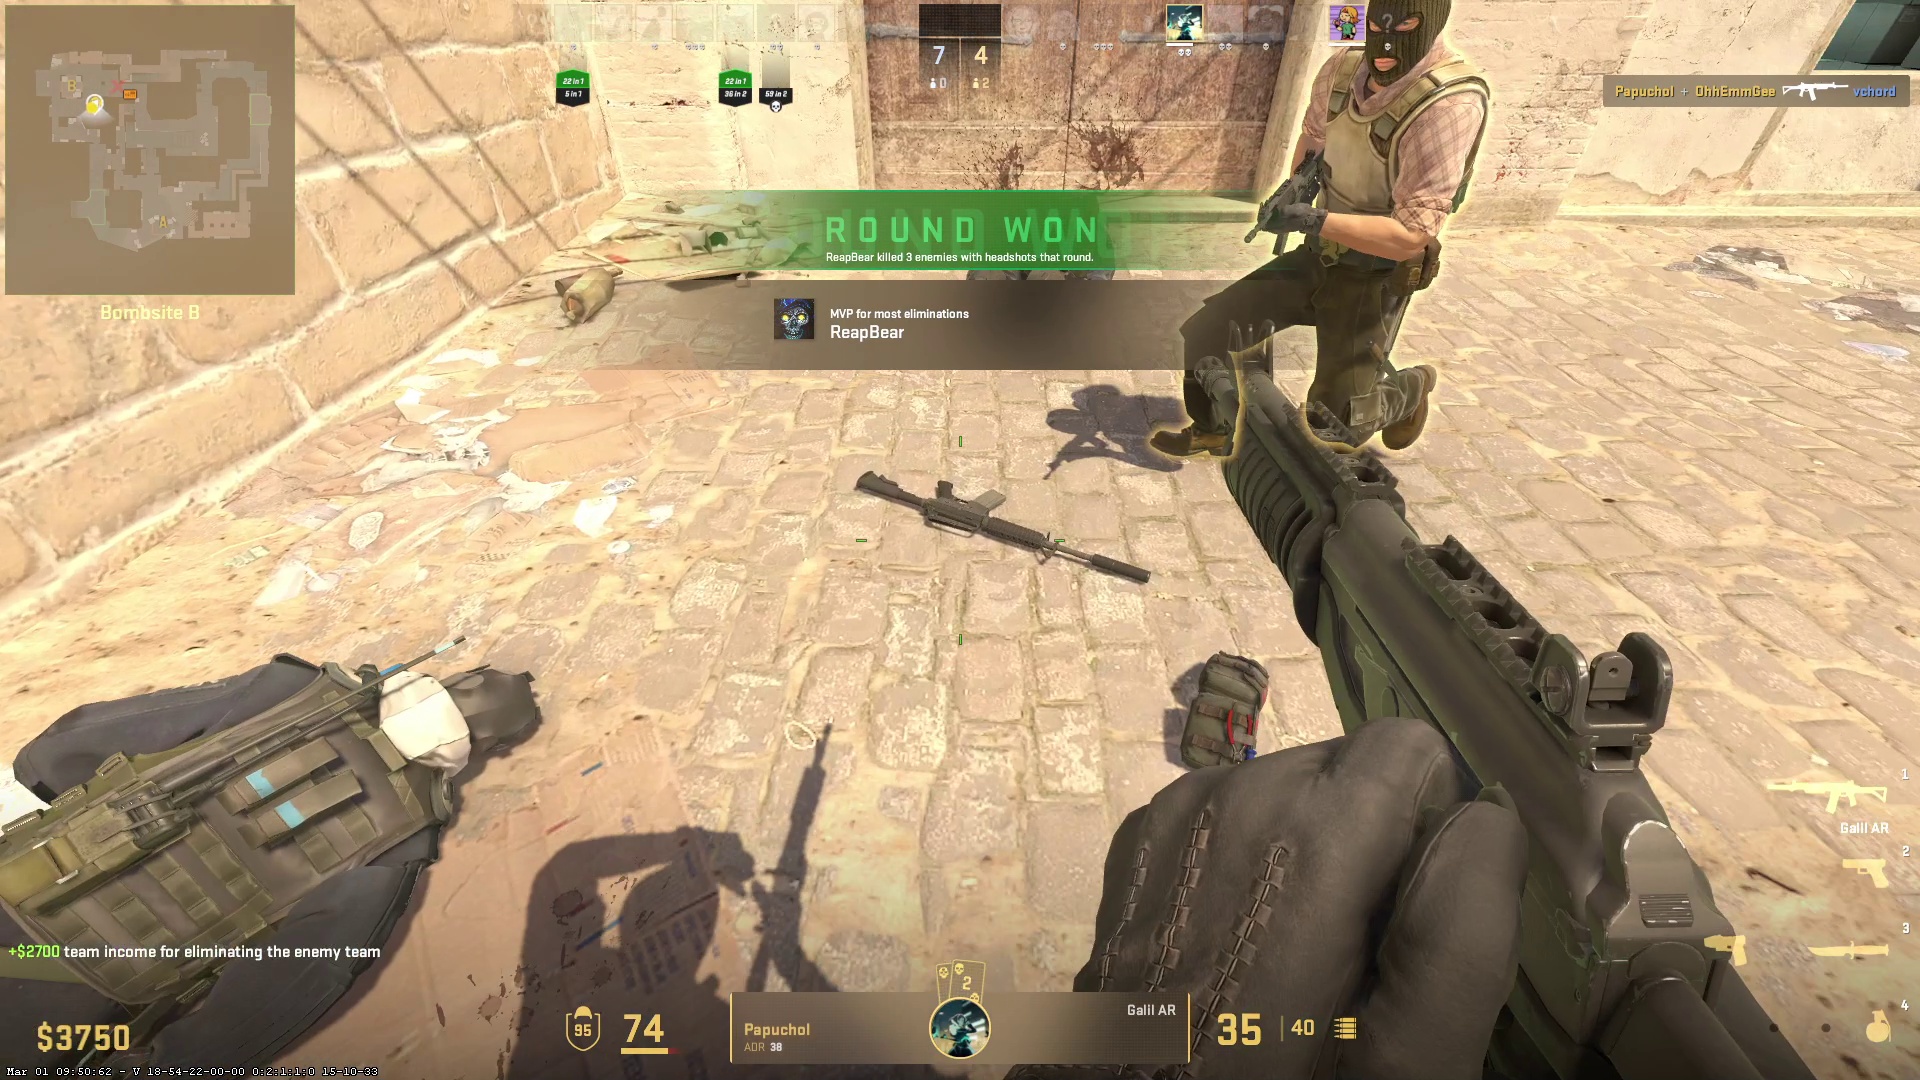 B
A
Bombsite B
22 in 1
5 in 1
22 in 1
36 in 2
59 in 2
7
4
0
2
Papuchol + OhhEmmGee vchord
ROUND WON
ReapBear killed 3 enemies with headshots that round.
MVP for most eliminations
ReapBear
1
Galil AR
2
3
4
+$2700 team income for eliminating the enemy team
$3750
95
74
2
Papuchol
ADR 38
Galil AR
35
40
Mar 01 09:50:62 - V 18-54-22-00-00 0:2:1:1:0 15-10-33